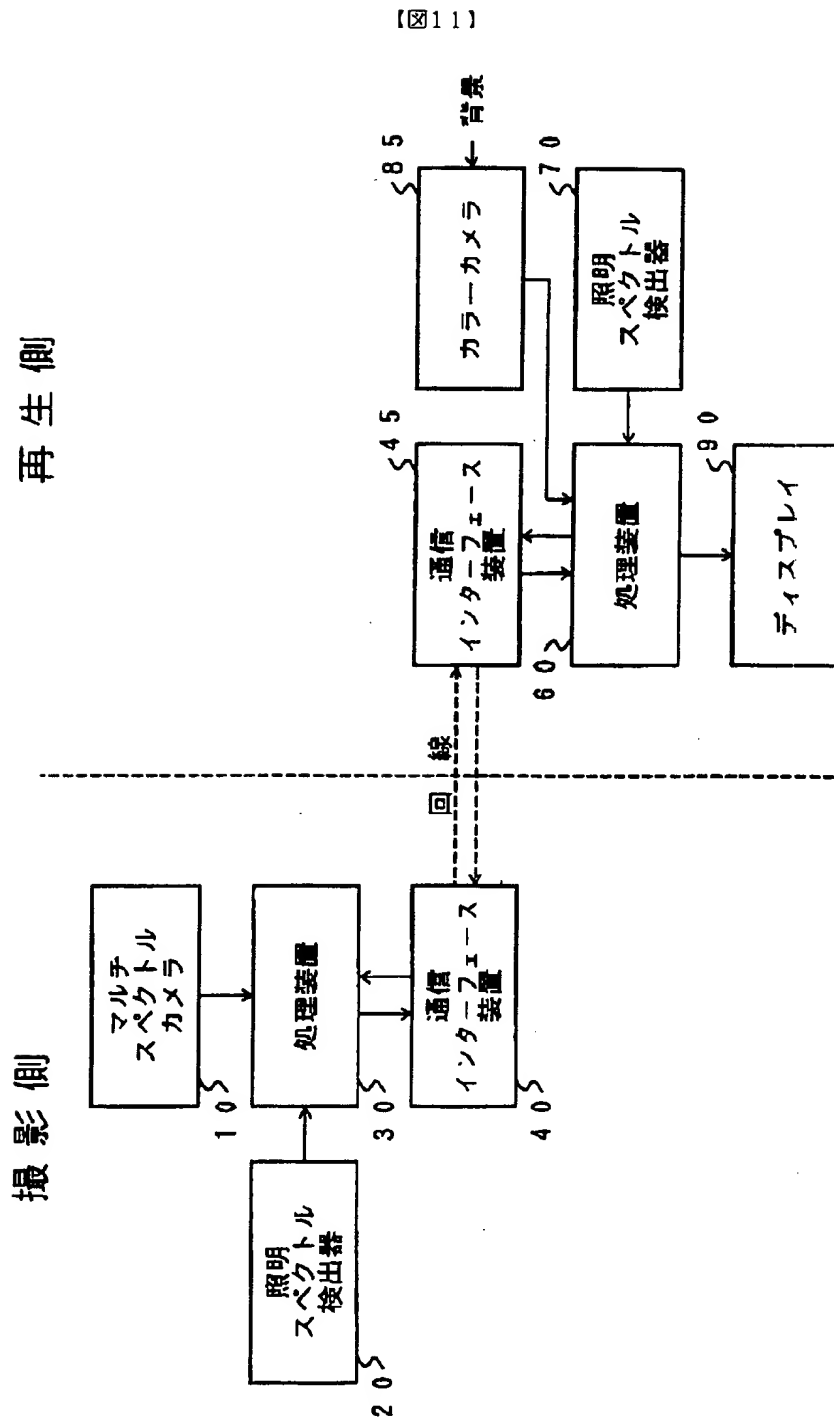 【図11】
撮影側
再生側
マルチ
スペクトル
カメラ
10
照明
スペクトル
検出器
20
処理装置
30
通信
インターフェース
装置
40
回線
通信
インターフェース
装置
45
カラーカメラ
85
背景
処理装置
60
照明
スペクトル
検出器
70
ディスプレイ
90